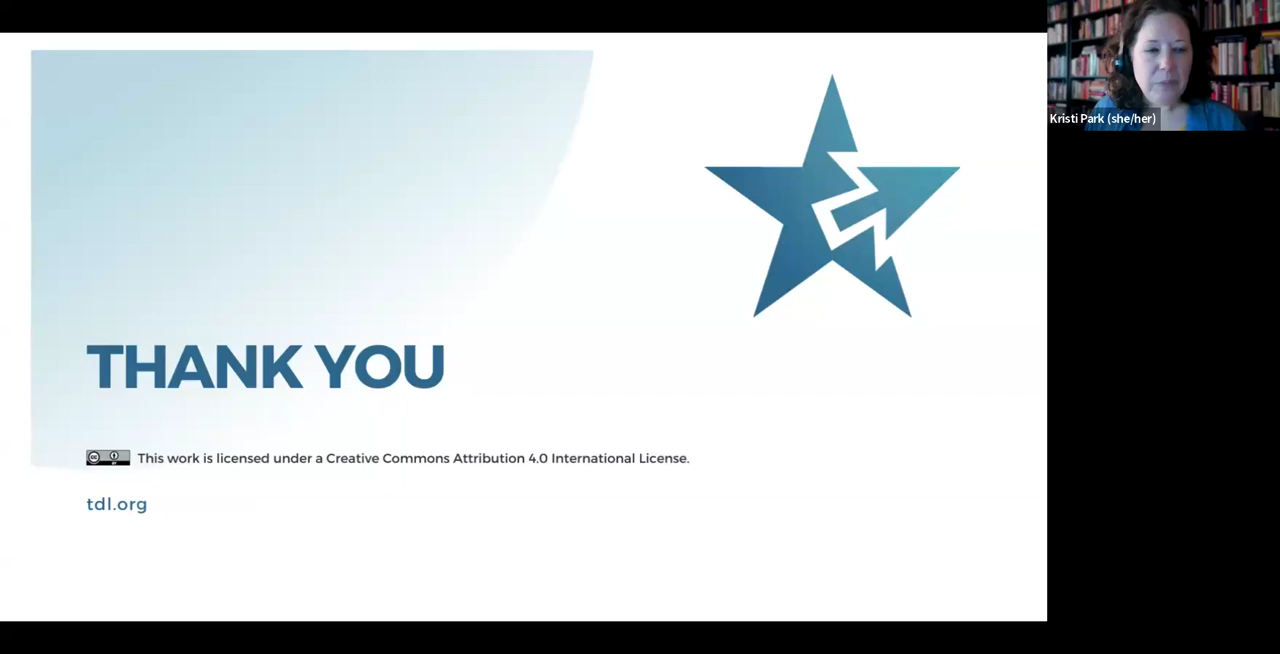 Kristi Park (she/her)
THANK YOU
This work is licensed under a Creative Commons Attribution 4.0 International License.
tdl.org